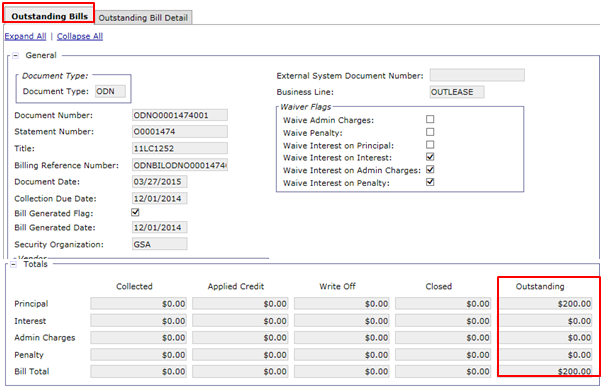 Outstanding Bills Outstanding Bill Detail
Expand All | Collapse All
General
Document Type:
Document Type: ODN
External System Document Number:
Business Line: OUTLEASE
Document Number: ODNO0001474001
Statement Number: O0001474
Title: 11LC1252
Billing Reference Number: ODNBILODNO00014740
Document Date: 03/27/2015
Collection Due Date: 12/01/2014
Bill Generated Flag:
Bill Generated Date: 12/01/2014
Security Organization: GSA
Waiver Flags
Waive Admin Charges:
Waive Penalty:
Waive Interest on Principal:
Waive Interest on Interest:
Waive Interest on Admin Charges:
Waive Interest on Penalty:
Vendor
Totals
Collected Applied Credit Write Off Closed Outstanding
Principal $0.00 $0.00 $0.00 $0.00 $200.00
Interest $0.00 $0.00 $0.00 $0.00 $0.00
Admin Charges $0.00 $0.00 $0.00 $0.00 $0.00
Penalty $0.00 $0.00 $0.00 $0.00 $0.00
Bill Total $0.00 $0.00 $0.00 $0.00 $200.00